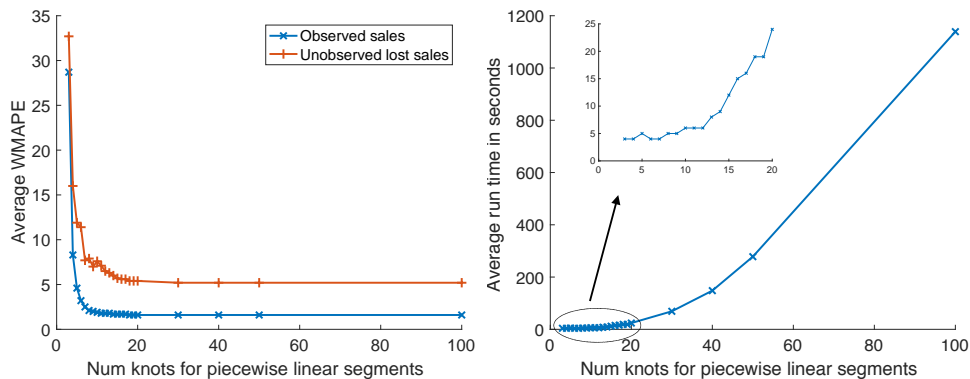 35
30
25
20
15
10
5
0
Average WMAPE
Observed sales
Unobserved lost sales
0 20 40 60 80 100
Num knots for piecewise linear segments
1200
1000
800
600
400
200
0
Average run time in seconds
25
20
15
10
5
0
0 5 10 15 20
0 20 40 60 80 100
Num knots for piecewise linear segments